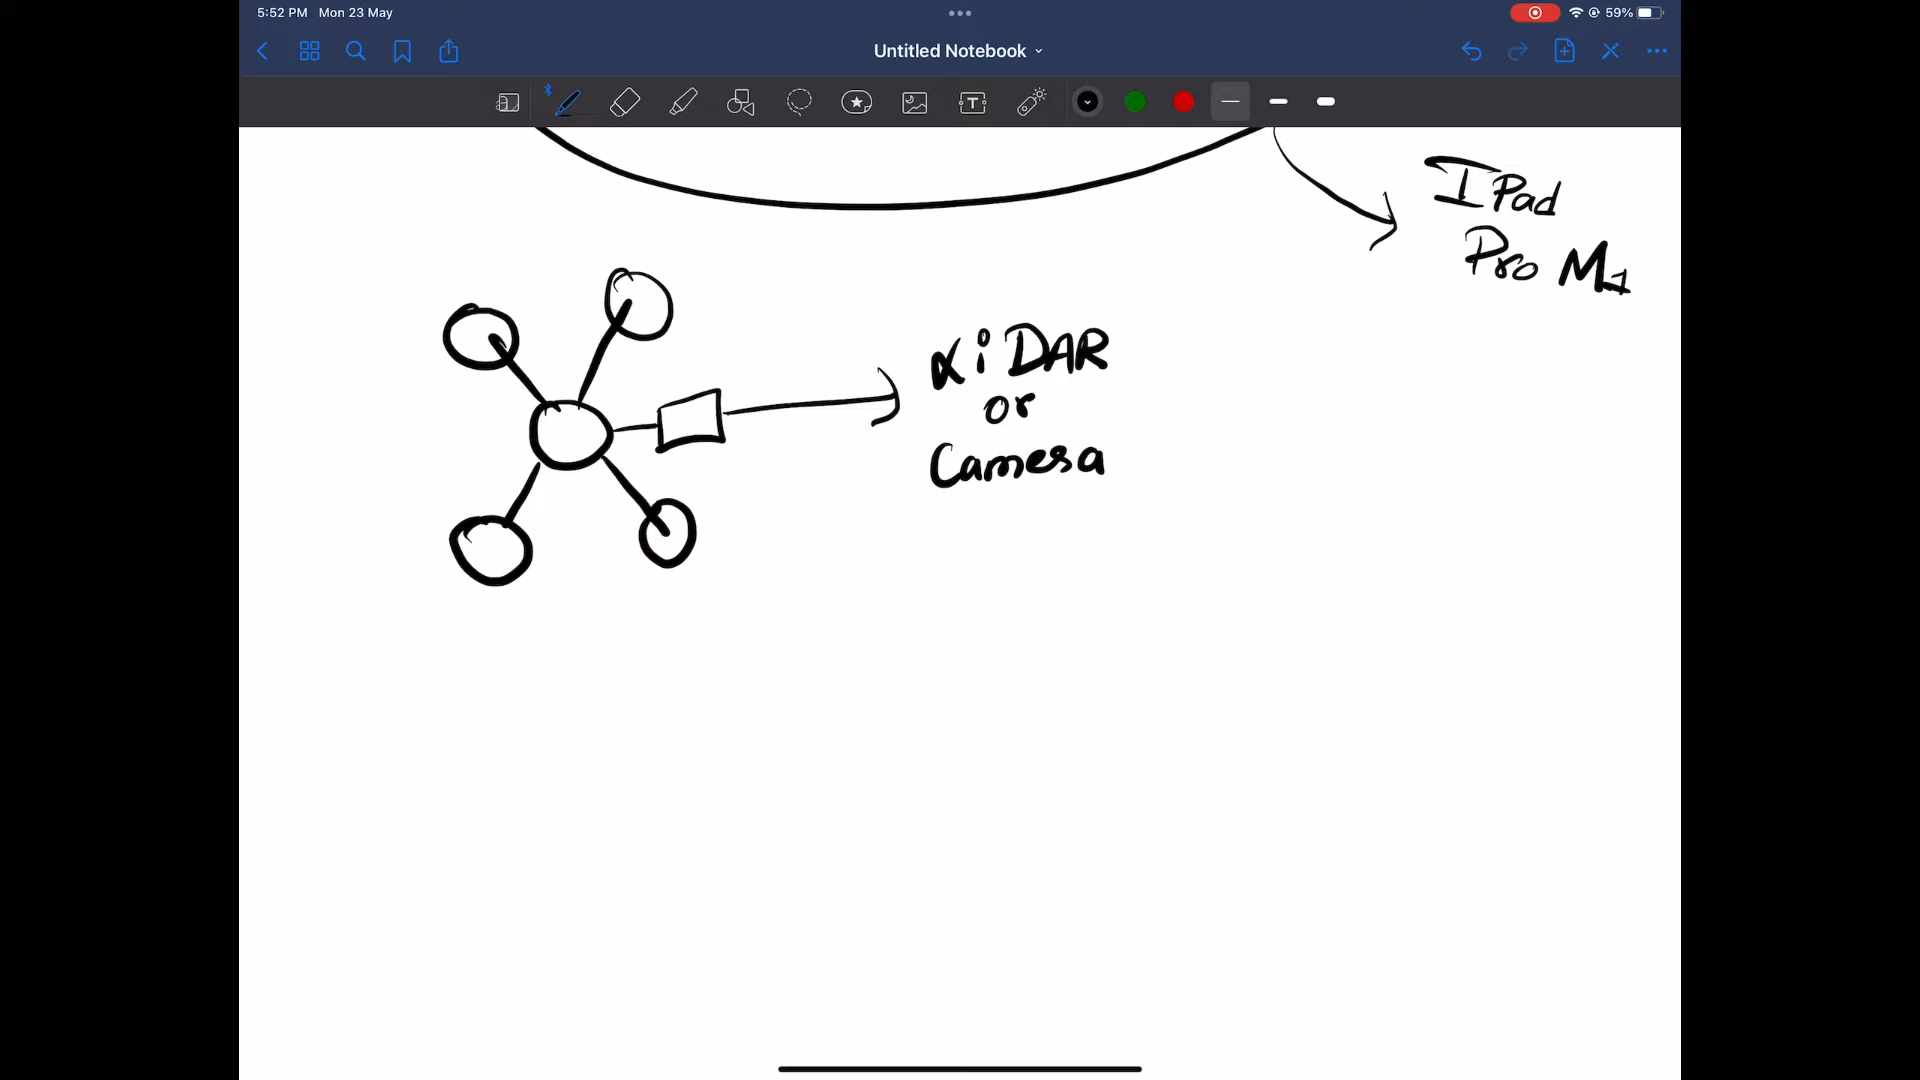 5:52 PM Mon 23 May
59%
Untitled Notebook
T
IPad
Pro M1
LiDAR
or
Camera